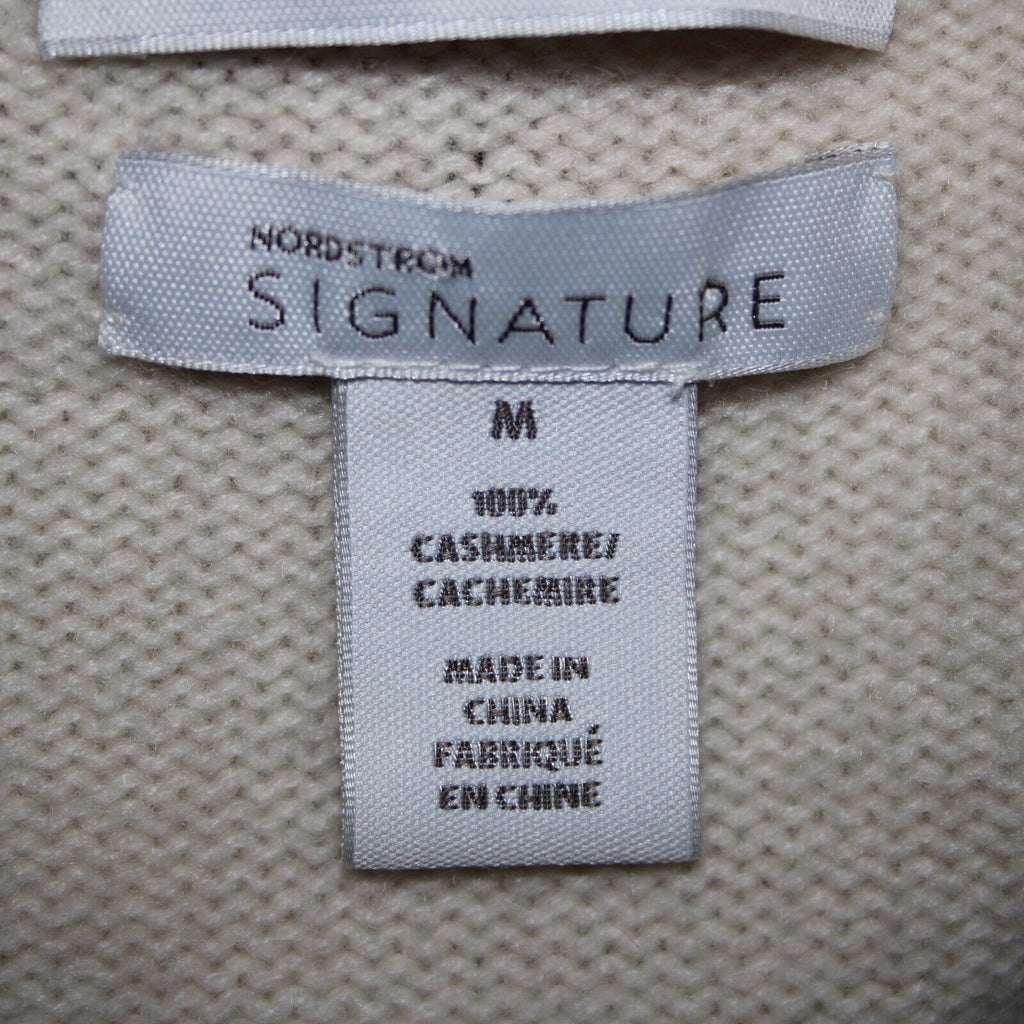 NORDSTROM
SIGNATURE
M
100%
CASHMERE/
CACHEMIRE
MADE IN
CHINA
FABRIQUÉ
EN CHINE